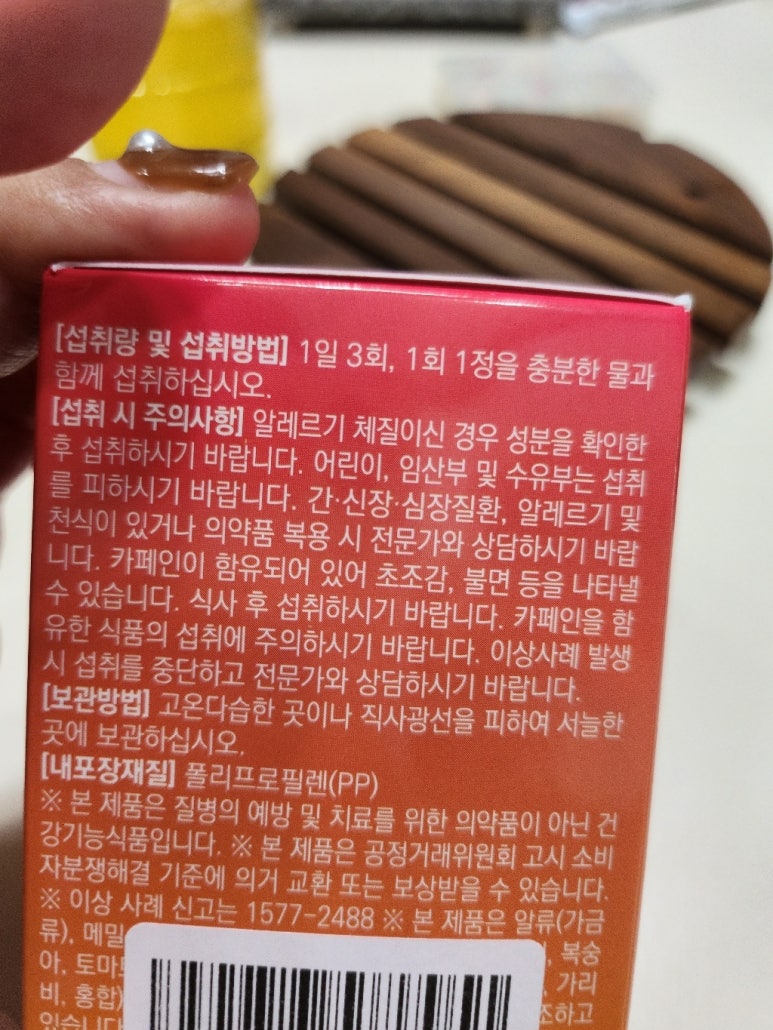 [섭취량 및 섭취방법] 1일 3회, 1회 1정을 충분한 물과
함께 섭취하십시오.
[섭취 시 주의사항] 알레르기 체질이신 경우 성분을 확인한
후 섭취하시기 바랍니다. 어린이, 임산부 및 수유부는 섭취
를 피하시기 바랍니다. 간·신장·심장질환, 알레르기 및
천식이 있거나 의약품 복용 시 전문가와 상담하시기 바랍
니다. 카페인이 함유되어 있어 초조감, 불면 등을 나타낼
수 있습니다. 식사 후 섭취하시기 바랍니다. 카페인을 함
유한 식품의 섭취에 주의하시기 바랍니다. 이상사례 발생
시 섭취를 중단하고 전문가와 상담하시기 바랍니다.
[보관방법] 고온다습한 곳이나 직사광선을 피하여 서늘한
곳에 보관하십시오.
[내포장재질] 폴리프로필렌(PP)
※ 본 제품은 질병의 예방 및 치료를 위한 의약품이 아닌 건
강기능식품입니다. ※ 본 제품은 공정거래위원회 고시 소비
자분쟁해결 기준에 의거 교환 또는 보상받을 수 있습니다.
※ 이상 사례 신고는 1577-2488 ※ 본 제품은 알류(가금
류), 메밀 , 복숭
아, 토마 , 가리
비, 홍합) 조하고
있습니다